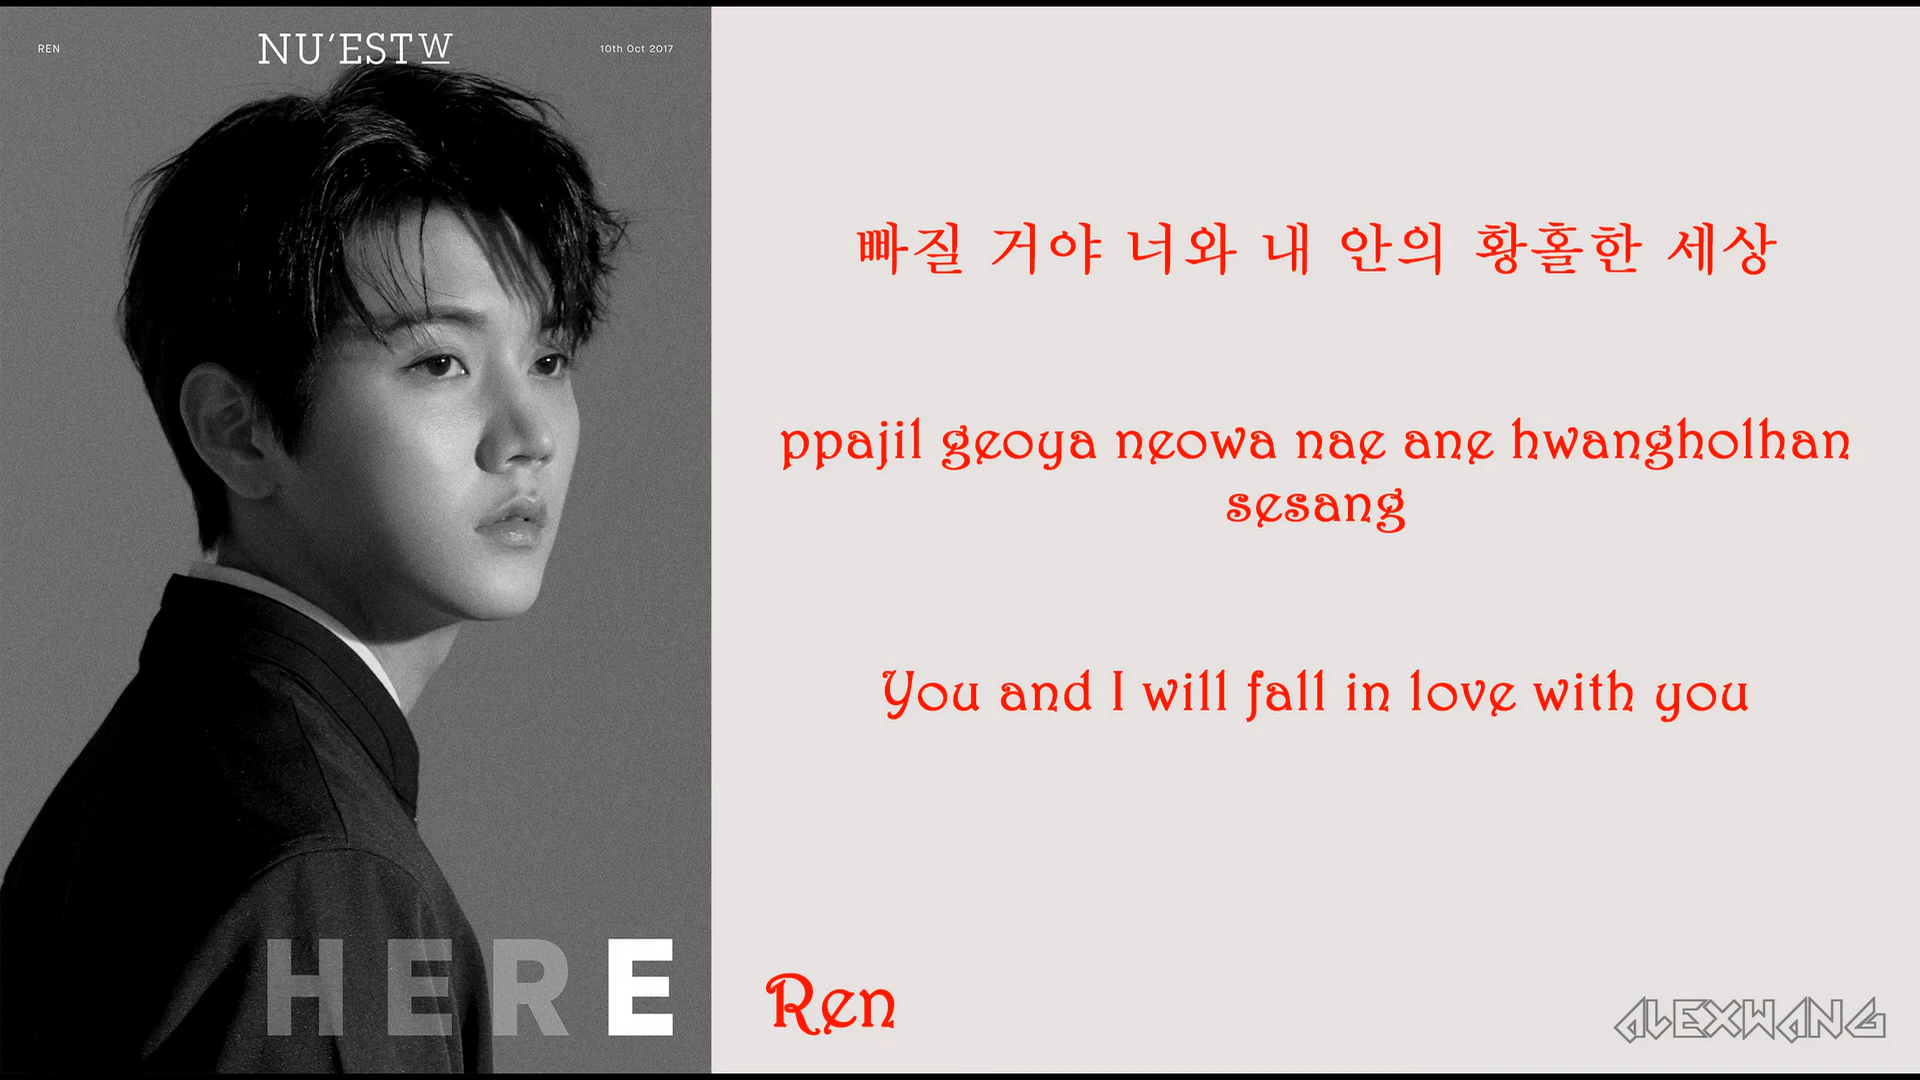 REN
NU'EST W
10th Oct 2017
HERE
빠질 거야 너와 내 안의 황홀한 세상
ppajil geoya neowa nae ane hwangholhan
sesang
You and I will fall in love with you
Ren
ALEXWANG